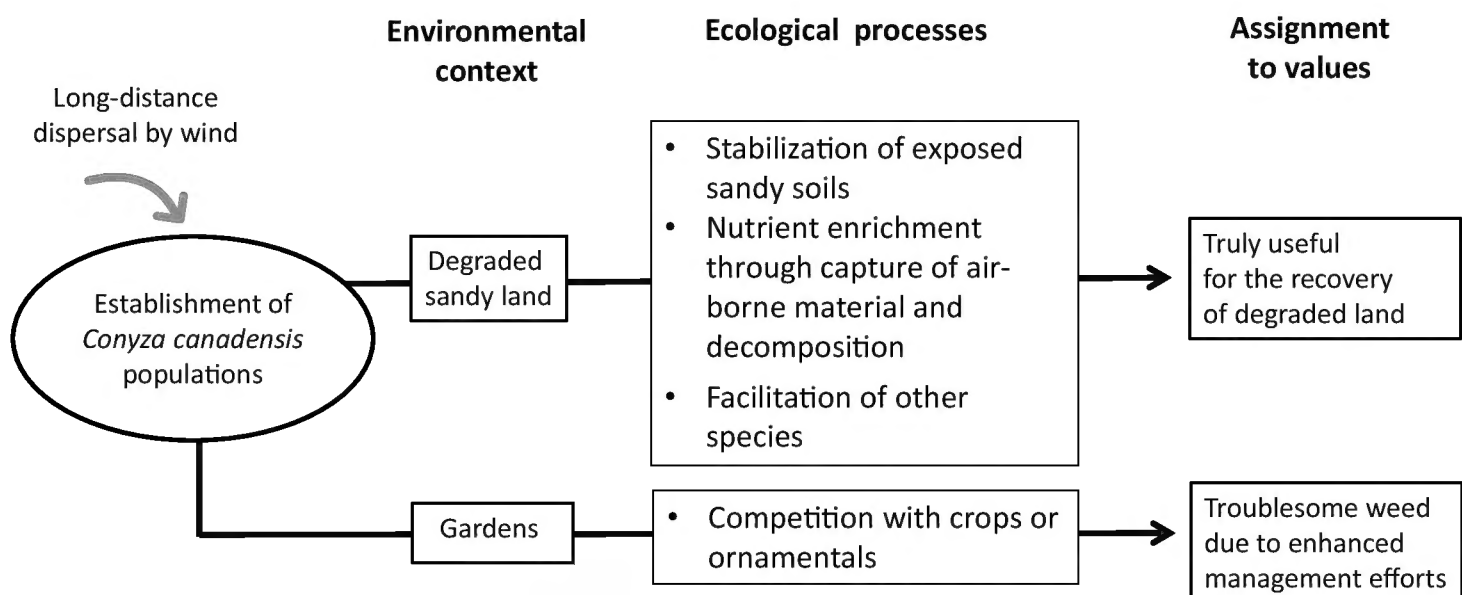 Environmental
context
Ecological processes
Assignment
to values
Long-distance
dispersal by wind
Establishment of
Conyza canadensis
populations
Degraded
sandy land
• Stabilization of exposed
sandy soils
• Nutrient enrichment
through capture of air-
borne material and
decomposition
• Facilitation of other
species
Truly useful
for the recovery
of degraded land
Gardens
• Competition with crops or
ornamentals
Troublesome weed
due to enhanced
management efforts